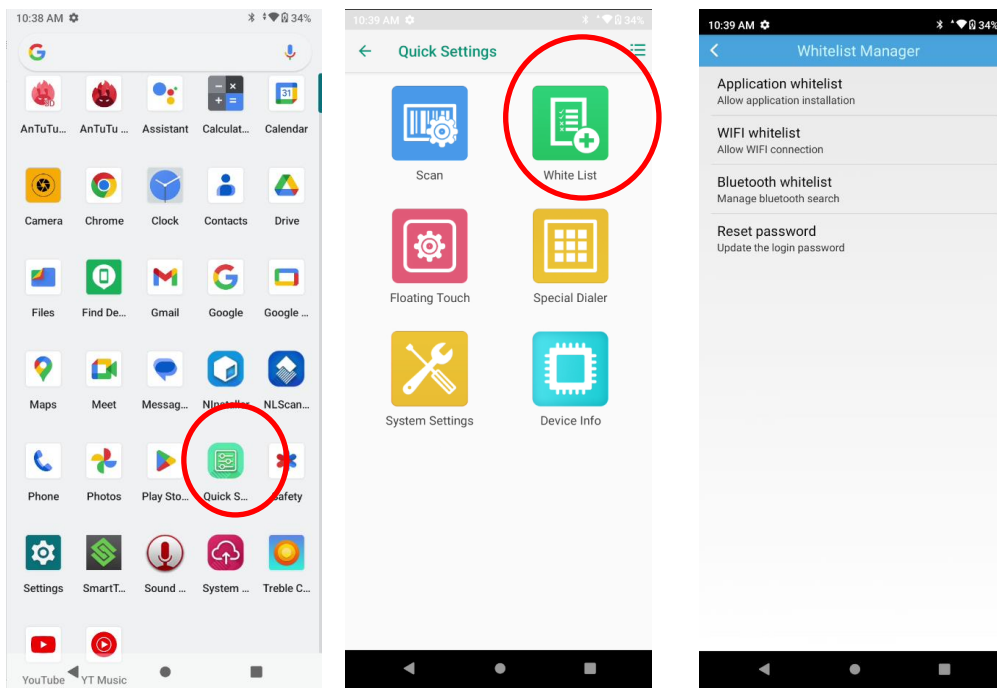 10:38 AM 34%
G
31
AnTuTu... AnTuTu ... Assistant Calculat... Calendar
Camera Chrome Clock Contacts Drive
Files Find De... Gmail Google Google ...
Maps Meet Messag... NInstaller NLScan...
Phone Photos Play Sto... Quick S... Safety
Settings SmartT... Sound ... System ... Treble C...
YouTube YT Music
10:39 AM 34%
Quick Settings
Scan White List
Floating Touch Special Dialer
System Settings Device Info
10:39 AM 34%
Whitelist Manager
Application whitelist
Allow application installation
WIFI whitelist
Allow WIFI connection
Bluetooth whitelist
Manage bluetooth search
Reset password
Update the login password